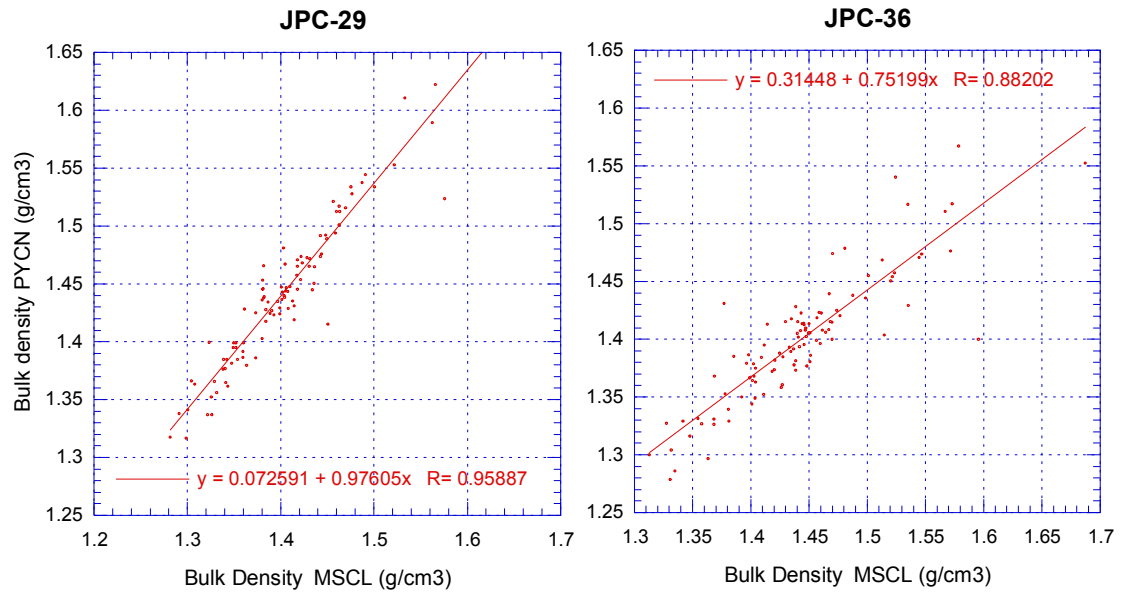 JPC-29
1.65
1.6
1.55
1.5
1.45
1.4
1.35
1.3
1.25
Bulk density PYCN (g/cm3)
y = 0.072591 + 0.97605x R= 0.95887
1.2 1.3 1.4 1.5 1.6 1.7
Bulk Density MSCL (g/cm3)
JPC-36
1.65
y = 0.31448 + 0.75199x R= 0.88202
1.6
1.55
1.5
1.45
1.4
1.35
1.3
1.25
1.3 1.35 1.4 1.45 1.5 1.55 1.6 1.65 1.7
Bulk Density MSCL (g/cm3)